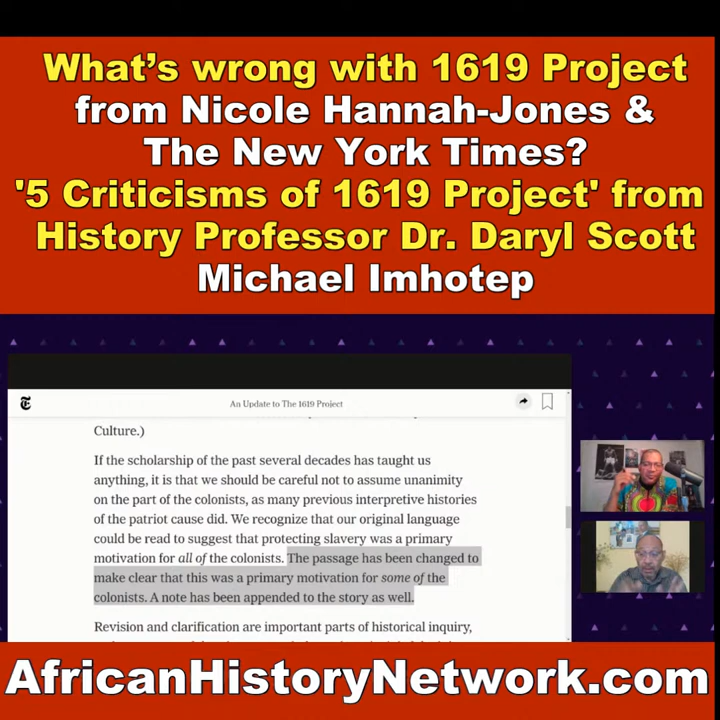 What's wrong with 1619 Project
from Nicole Hannah-Jones &
The New York Times?
'5 Criticisms of 1619 Project' from
History Professor Dr. Daryl Scott
Michael Imhotep
An Update to The 1619 Project
Culture.)
If the scholarship of the past several decades has taught us
anything, it is that we should be careful not to assume unanimity
on the part of the colonists, as many previous interpretive histories
of the patriot cause did. We recognize that our original language
could be read to suggest that protecting slavery was a primary
motivation for all of the colonists. The passage has been changed to
make clear that this was a primary motivation for some of the
colonists. A note has been appended to the story as well.
Revision and clarification are important parts of historical inquiry,
AfricanHistoryNetwork.com